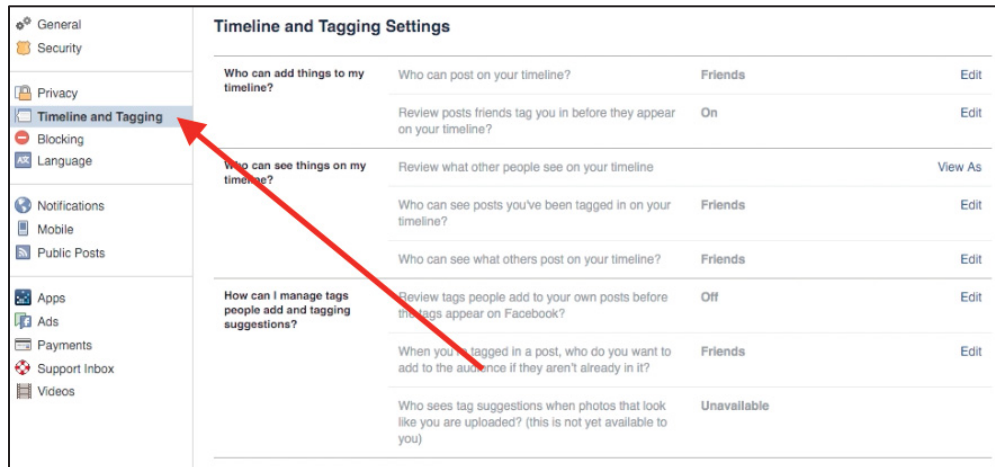 General
Security
Privacy
Timeline and Tagging
Blocking
Language
Notifications
Mobile
Public Posts
Apps
Ads
Payments
Support Inbox
Videos
Timeline and Tagging Settings
Who can add things to my
timeline?
Who can post on your timeline?
Friends
Edit
Review posts friends tag you in before they appear
on your timeline?
On
Edit
Who can see things on my
timeline?
Review what other people see on your timeline
View As
Who can see posts you've been tagged in on your
timeline?
Friends
Edit
Who can see what others post on your timeline?
Friends
Edit
How can I manage tags
people add and tagging
suggestions?
Review tags people add to your own posts before
the tags appear on Facebook?
Off
Edit
When you're tagged in a post, who do you want to
add to the audience if they aren't already in it?
Friends
Edit
Who sees tag suggestions when photos that look
like you are uploaded? (this is not yet available to
you)
Unavailable